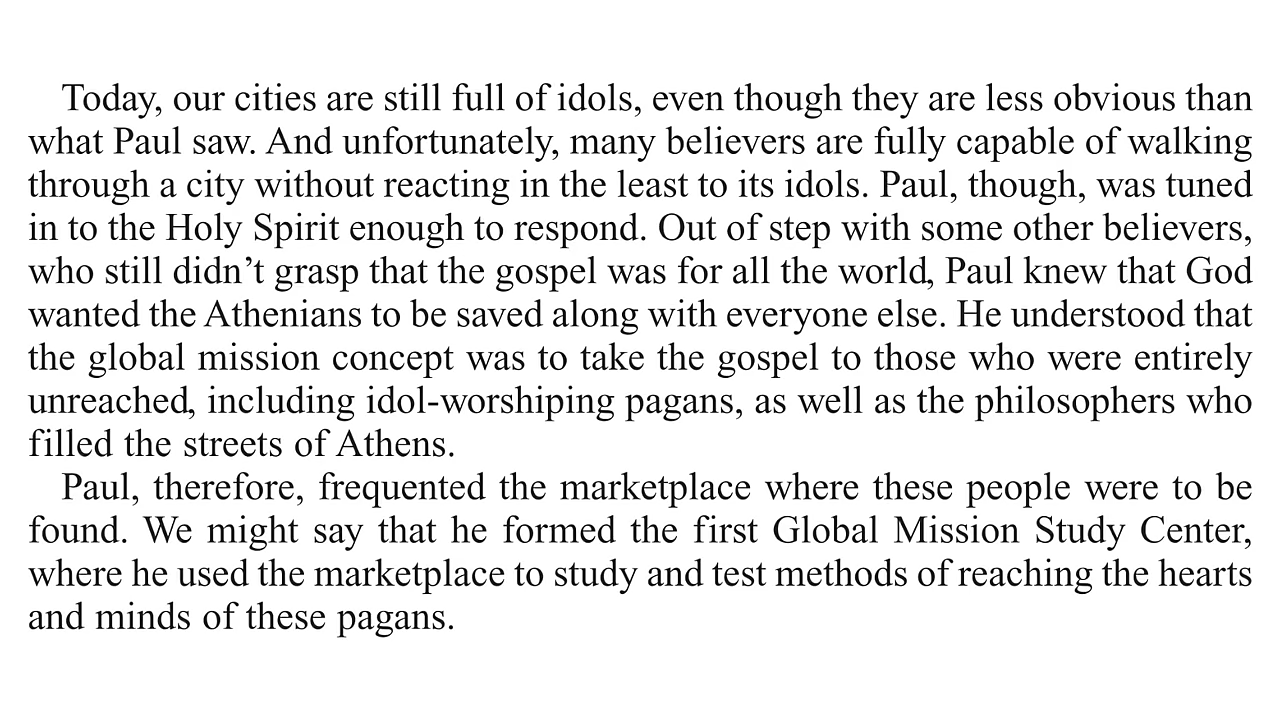 Today, our cities are still full of idols, even though they are less obvious than
what Paul saw. And unfortunately, many believers are fully capable of walking
through a city without reacting in the least to its idols. Paul, though, was tuned
in to the Holy Spirit enough to respond. Out of step with some other believers,
who still didn’t grasp that the gospel was for all the world, Paul knew that God
wanted the Athenians to be saved along with everyone else. He understood that
the global mission concept was to take the gospel to those who were entirely
unreached, including idol-worshiping pagans, as well as the philosophers who
filled the streets of Athens.
Paul, therefore, frequented the marketplace where these people were to be
found. We might say that he formed the first Global Mission Study Center,
where he used the marketplace to study and test methods of reaching the hearts
and minds of these pagans.